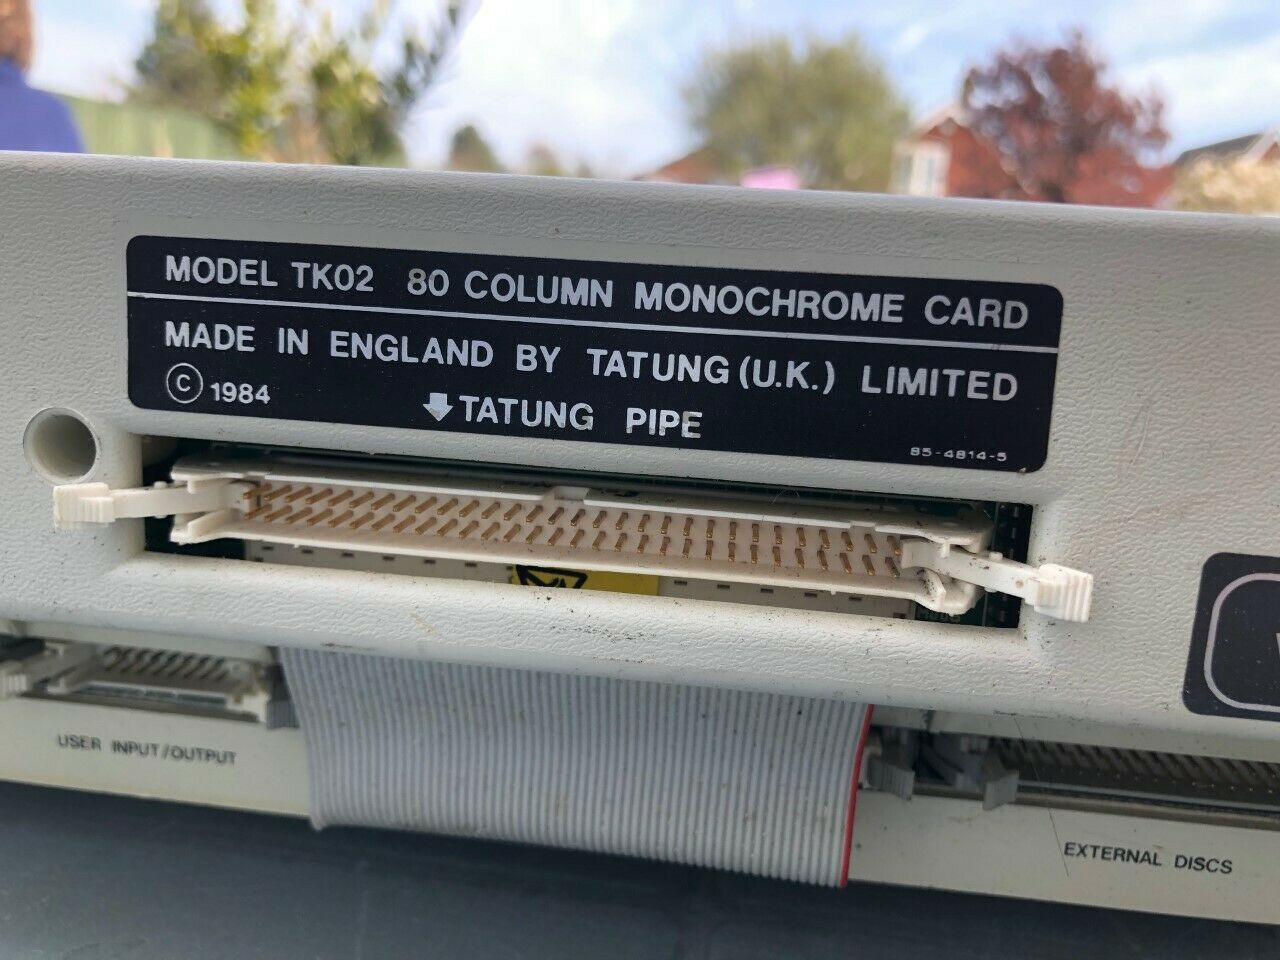 MODEL TK02 80 COLUMN MONOCHROME CARD
MADE IN ENGLAND BY TATUNG (U.K.) LIMITED
© 1984
TATUNG PIPE
85-4814-5
USER INPUT/OUTPUT
EXTERNAL DISCS